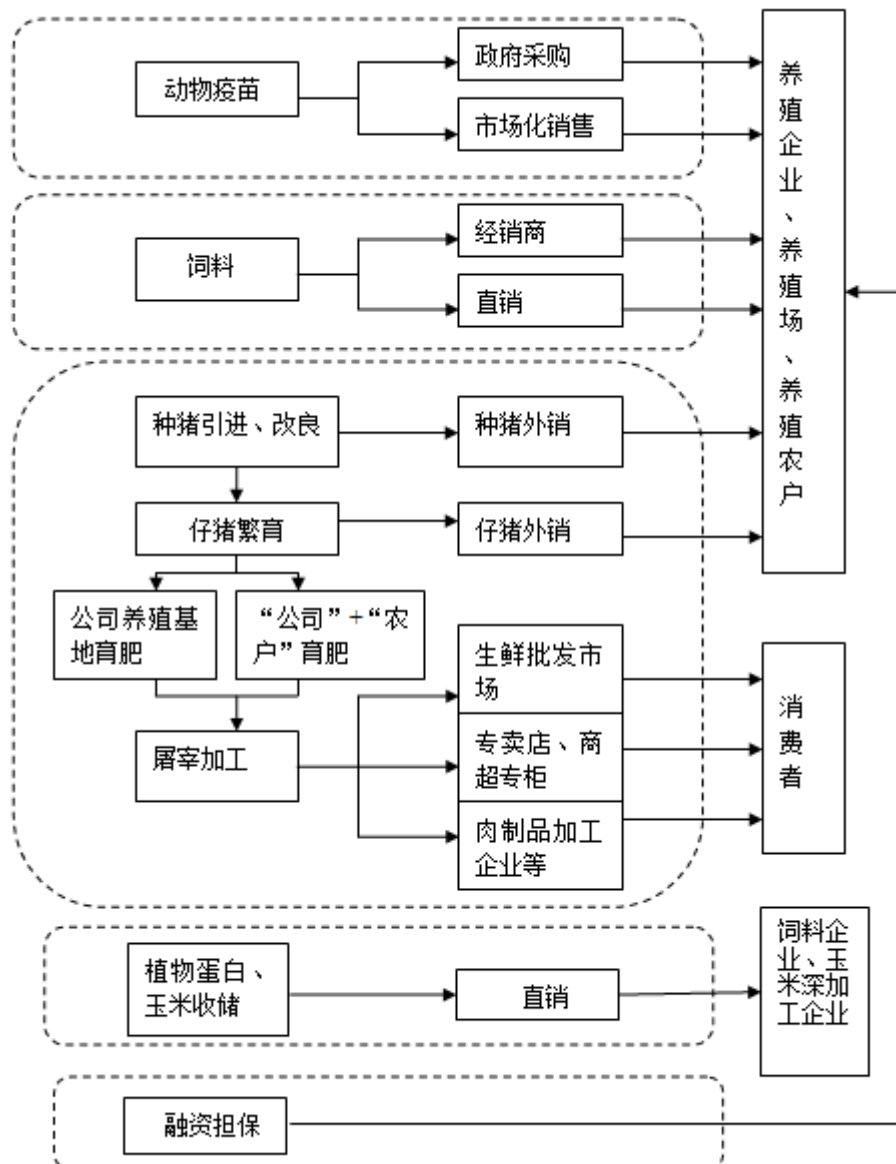 动物疫苗
政府采购
市场化销售
饲料
经销商
直销
养殖企业、养殖场、养殖农户
种猪引进、改良
种猪外销
仔猪繁育
仔猪外销
公司养殖基
地育肥
“公司”+“农
户”育肥
屠宰加工
生鲜批发市
场
专卖店、商
超专柜
肉制品加工
企业等
消费者
植物蛋白、
玉米收储
直销
饲料企
业、玉
米深加
工企业
融资担保